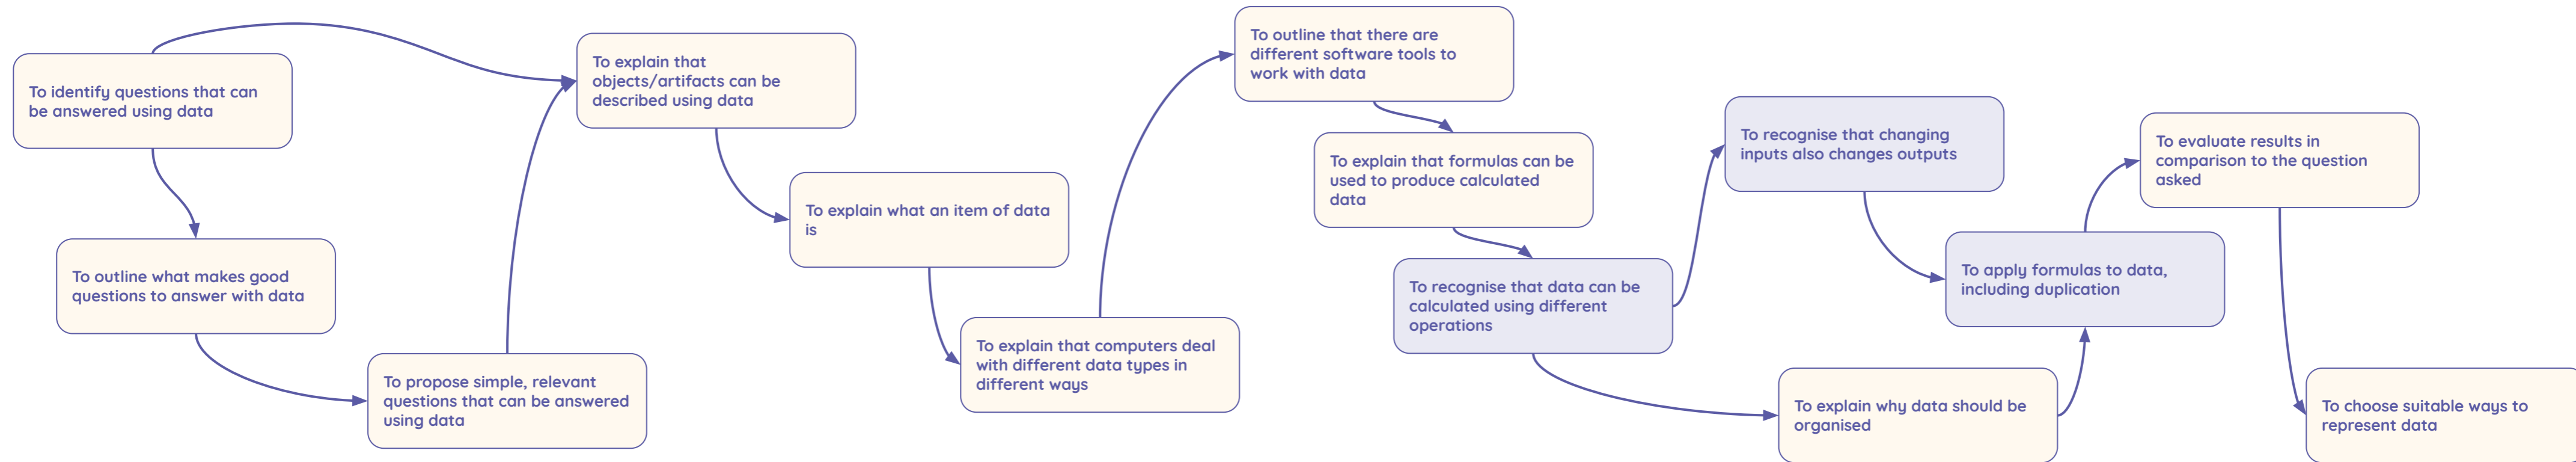 To identify questions that can
be answered using data
To outline what makes good
questions to answer with data
To propose simple, relevant
questions that can be answered
using data
To explain that
objects/artifacts can be
described using data
To explain what an item of data
is
To explain that computers deal
with different data types in
different ways
To outline that there are
different software tools to
work with data
To explain that formulas can be
used to produce calculated
data
To recognise that data can be
calculated using different
operations
To recognise that changing
inputs also changes outputs
To explain why data should be
organised
To apply formulas to data,
including duplication
To evaluate results in
comparison to the question
asked
To choose suitable ways to
represent data